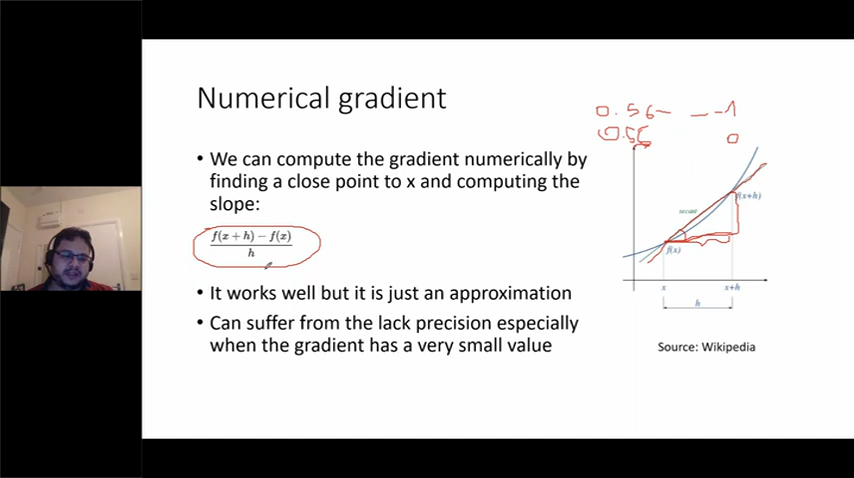 Numerical gradient
• We can compute the gradient numerically by
finding a close point to x and computing the
slope:
f(x + h) − f(x)
h
• It works well but it is just an approximation
• Can suffer from the lack precision especially
when the gradient has a very small value
0.56 — — -1
0.56 0
secant
f(x+h)
f(x)
x x+h
h
Source: Wikipedia